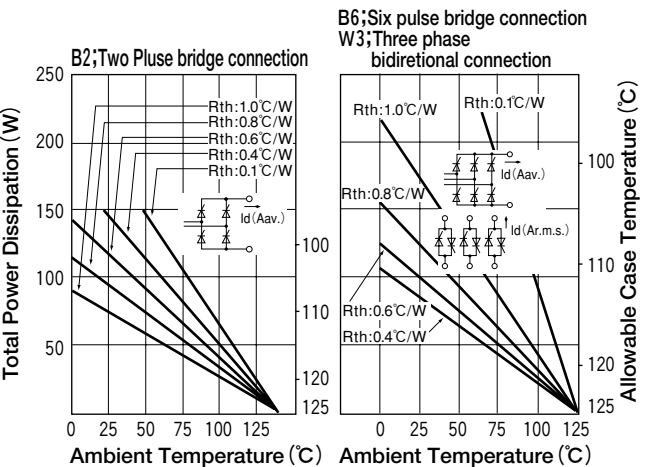 B6;Six pulse bridge connection
W3;Three phase
bidiretional connection
B2;Two Pluse bridge connection
Total Power Dissipation (W)
250
200
150
100
50
Rth:1.0℃/W
Rth:0.8℃/W
Rth:0.6℃/W
Rth:0.4℃/W
Rth:0.1℃/W
Id(Aav.)
100
110
120
125
0 25 50 75 100 125
Ambient Temperature (℃)
Rth:1.0℃/W
Rth:0.1℃/W
Id(Aav.)
Rth:0.8℃/W
Id(Ar.m.s.)
Rth:0.6℃/W
Rth:0.4℃/W
100
110
120
125
0 25 50 75 100 125
Ambient Temperature (℃)
Allowable Case Temperature (℃)